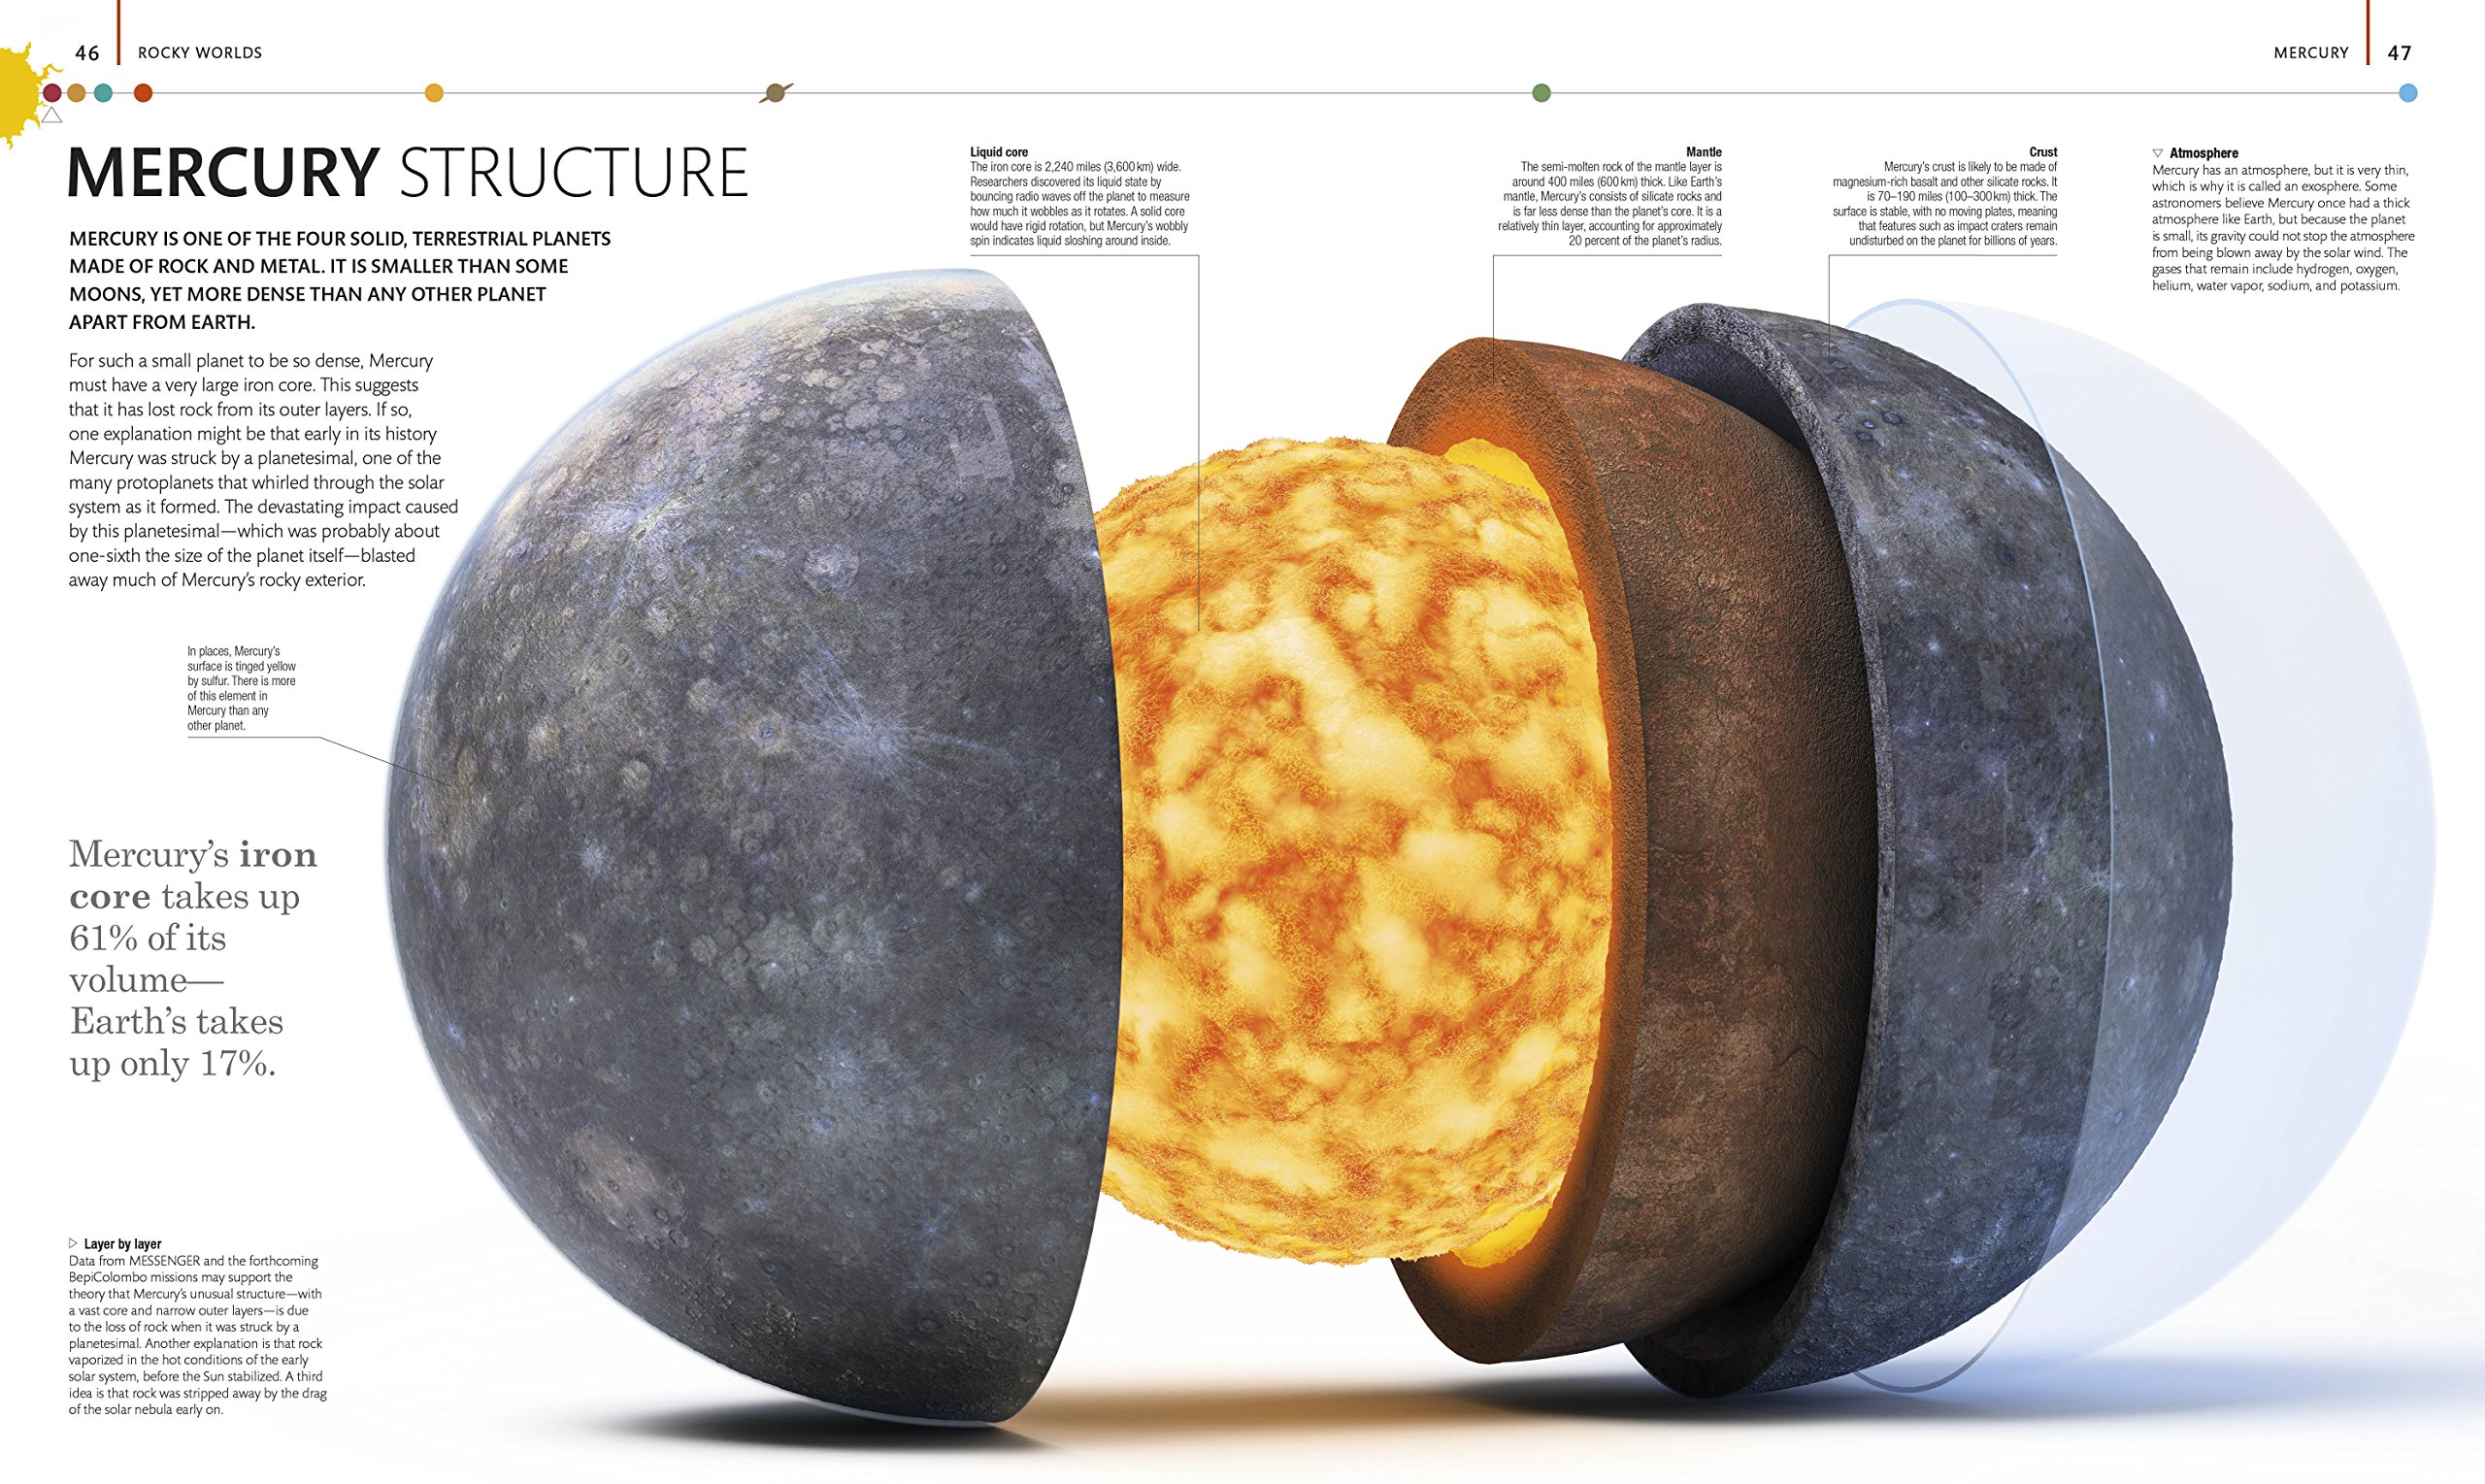 46
ROCKY WORLDS
MERCURY
47
MERCURY STRUCTURE
MERCURY IS ONE OF THE FOUR SOLID, TERRESTRIAL PLANETS
MADE OF ROCK AND METAL. IT IS SMALLER THAN SOME
MOONS, YET MORE DENSE THAN ANY OTHER PLANET
APART FROM EARTH.
For such a small planet to be so dense, Mercury
must have a very large iron core. This suggests
that it has lost rock from its outer layers. If so,
one explanation might be that early in its history
Mercury was struck by a planetesimal, one of the
many protoplanets that whirled through the solar
system as it formed. The devastating impact caused
by this planetesimal—which was probably about
one-sixth the size of the planet itself—blasted
away much of Mercury's rocky exterior.
In places, Mercury's
surface is tinged yellow
by sulfur. There is more
of this element in
Mercury than any
other planet.
Mercury's iron
core takes up
61% of its
volume—
Earth's takes
up only 17%.
▷ Layer by layer
Data from MESSENGER and the forthcoming
BepiColombo missions may support the
theory that Mercury's unusual structure—with
a vast core and narrow outer layers—is due
to the loss of rock when it was struck by a
planetesimal. Another explanation is that rock
vaporized in the hot conditions of the early
solar system, before the Sun stabilized. A third
idea is that rock was stripped away by the drag
of the solar nebula early on.
Liquid core
The iron core is 2,240 miles (3,600 km) wide.
Researchers discovered its liquid state by
bouncing radio waves off the planet to measure
how much it wobbles as it rotates. A solid core
would have rigid rotation, but Mercury's wobbly
spin indicates liquid sloshing around inside.
Mantle
The semi-molten rock of the mantle layer is
around 400 miles (600 km) thick. Like Earth's
mantle, Mercury's consists of silicate rocks and
is far less dense than the planet's core. It is a
relatively thin layer, accounting for approximately
20 percent of the planet's radius.
Crust
Mercury's crust is likely to be made of
magnesium-rich basalt and other silicate rocks. It
is 70–190 miles (100–300 km) thick. The
surface is stable, with no moving plates, meaning
that features such as impact craters remain
undisturbed on the planet for billions of years.
▽ Atmosphere
Mercury has an atmosphere, but it is very thin,
which is why it is called an exosphere. Some
astronomers believe Mercury once had a thick
atmosphere like Earth, but because the planet
is small, its gravity could not stop the atmosphere
from being blown away by the solar wind. The
gases that remain include hydrogen, oxygen,
helium, water vapor, sodium, and potassium.